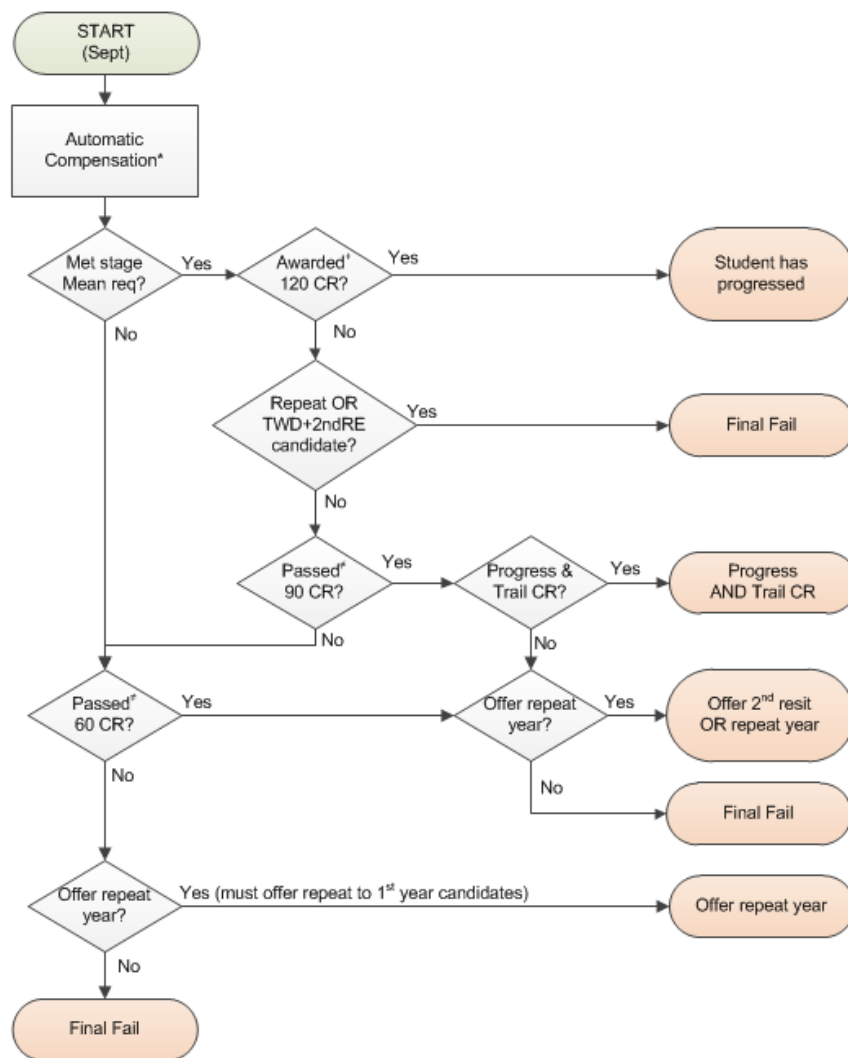 START
(Sept)
Automatic
Compensation*
Met stage
Mean req?
Yes
Awarded⁺
120 CR?
Yes
Student has
progressed
No
No
Repeat OR
TWD+2ndRE
candidate?
Yes
Final Fail
No
Passed≠
90 CR?
Yes
Progress &
Trail CR?
Yes
Progress
AND Trail CR
No
No
Passed≠
60 CR?
Yes
Offer repeat
year?
Yes
Offer 2nd resit
OR repeat year
No
No
Final Fail
Offer repeat
year?
Yes (must offer repeat to 1st year candidates)
Offer repeat year
No
Final Fail